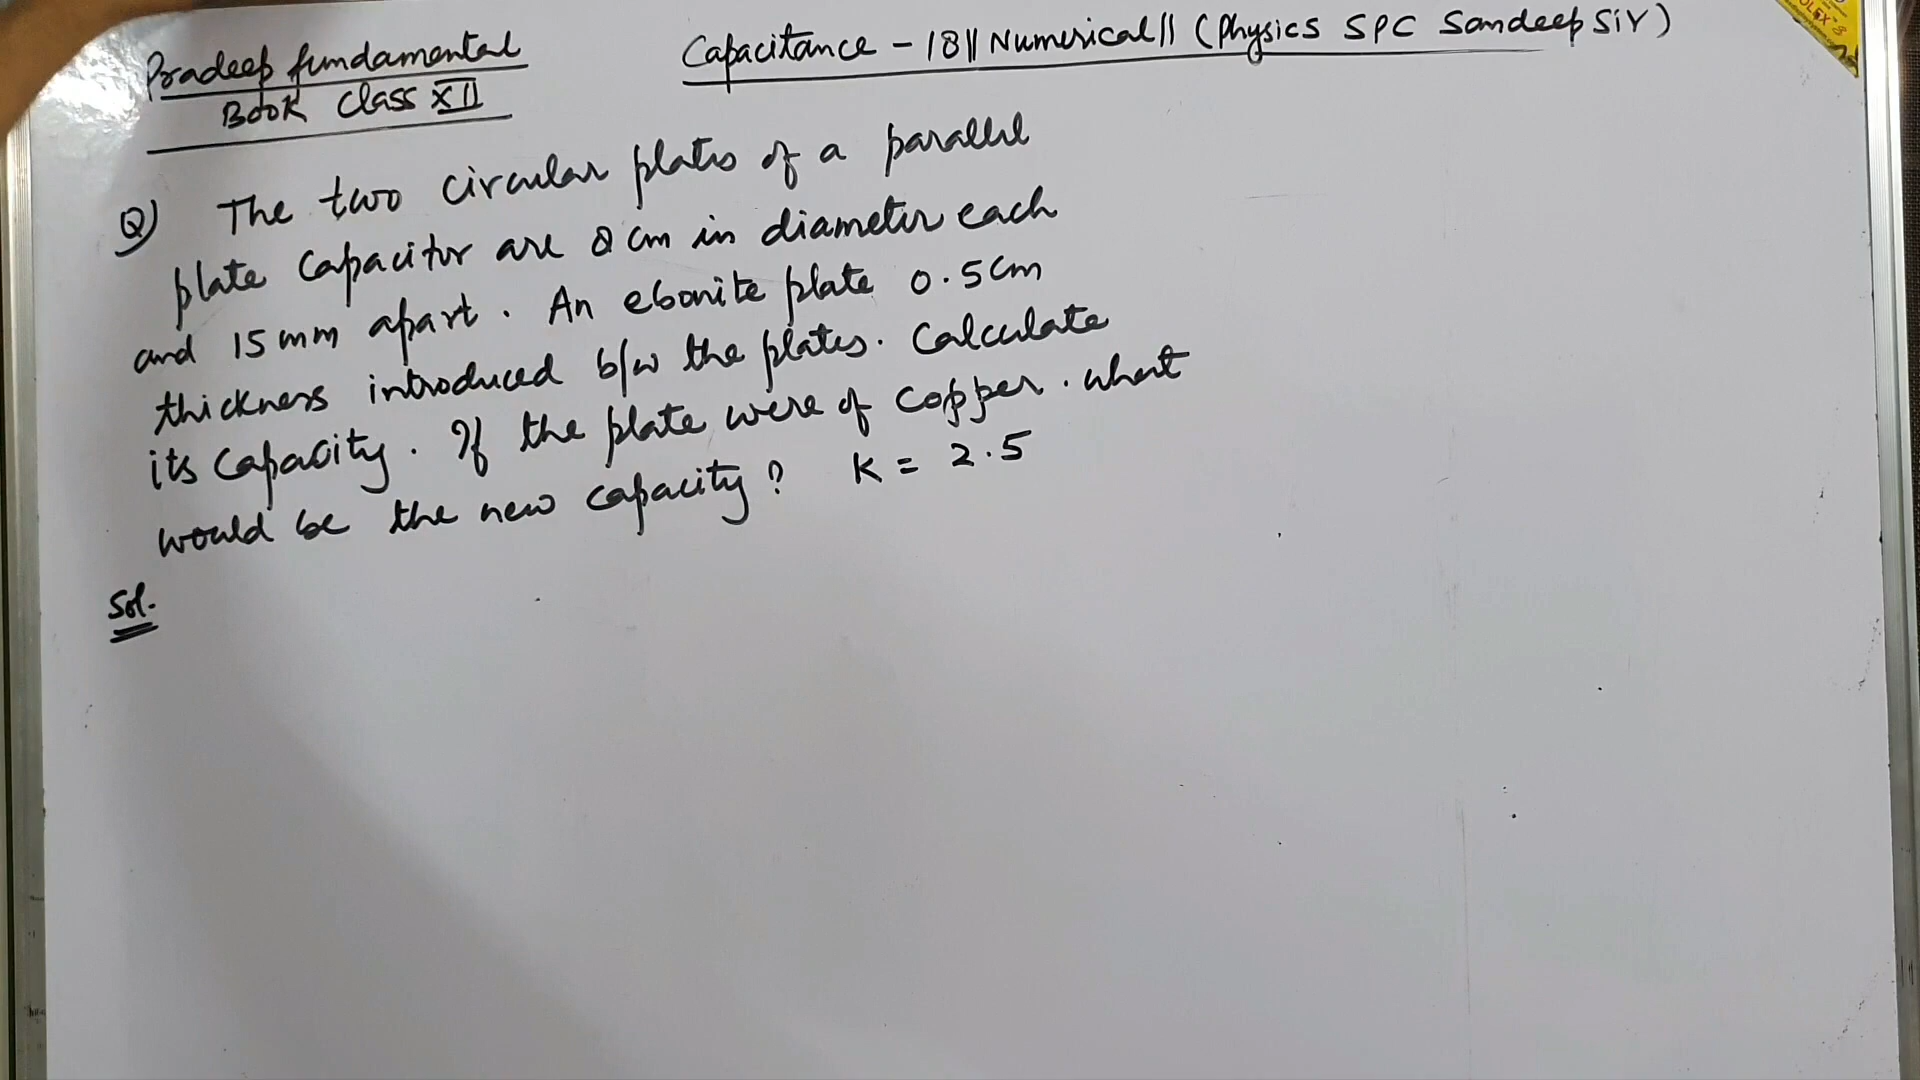 Pradeep fundamental
Book Class XII
Capacitance - 18 || Numerical || (Physics SPC Sandeep Sir)
Q) The two circular plates of a parallel
plate Capacitor are 8 cm in diameter each
and 15 mm apart. An ebonite plate 0.5 cm
thickness introduced b/w the plates. Calculate
its Capacity. If the plate were of copper. what
would be the new capacity? K = 2.5
Sol.